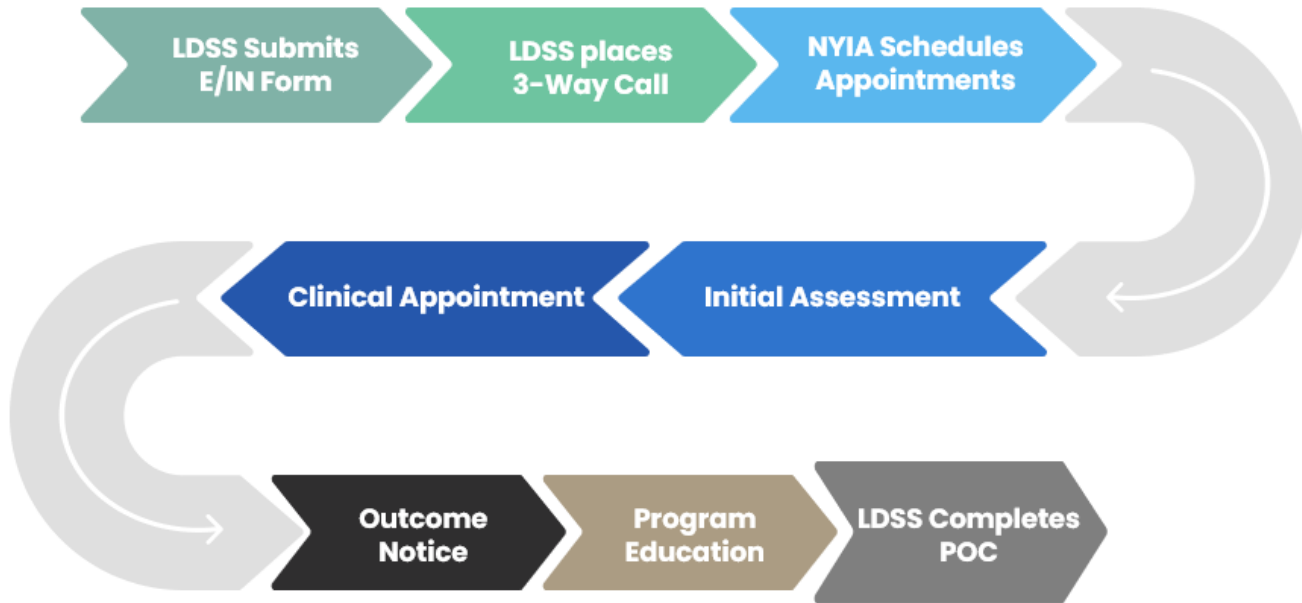 LDSS Submits
E/IN Form
LDSS places
3-Way Call
NYIA Schedules
Appointments
Initial Assessment
Clinical Appointment
Outcome
Notice
Program
Education
LDSS Completes
POC